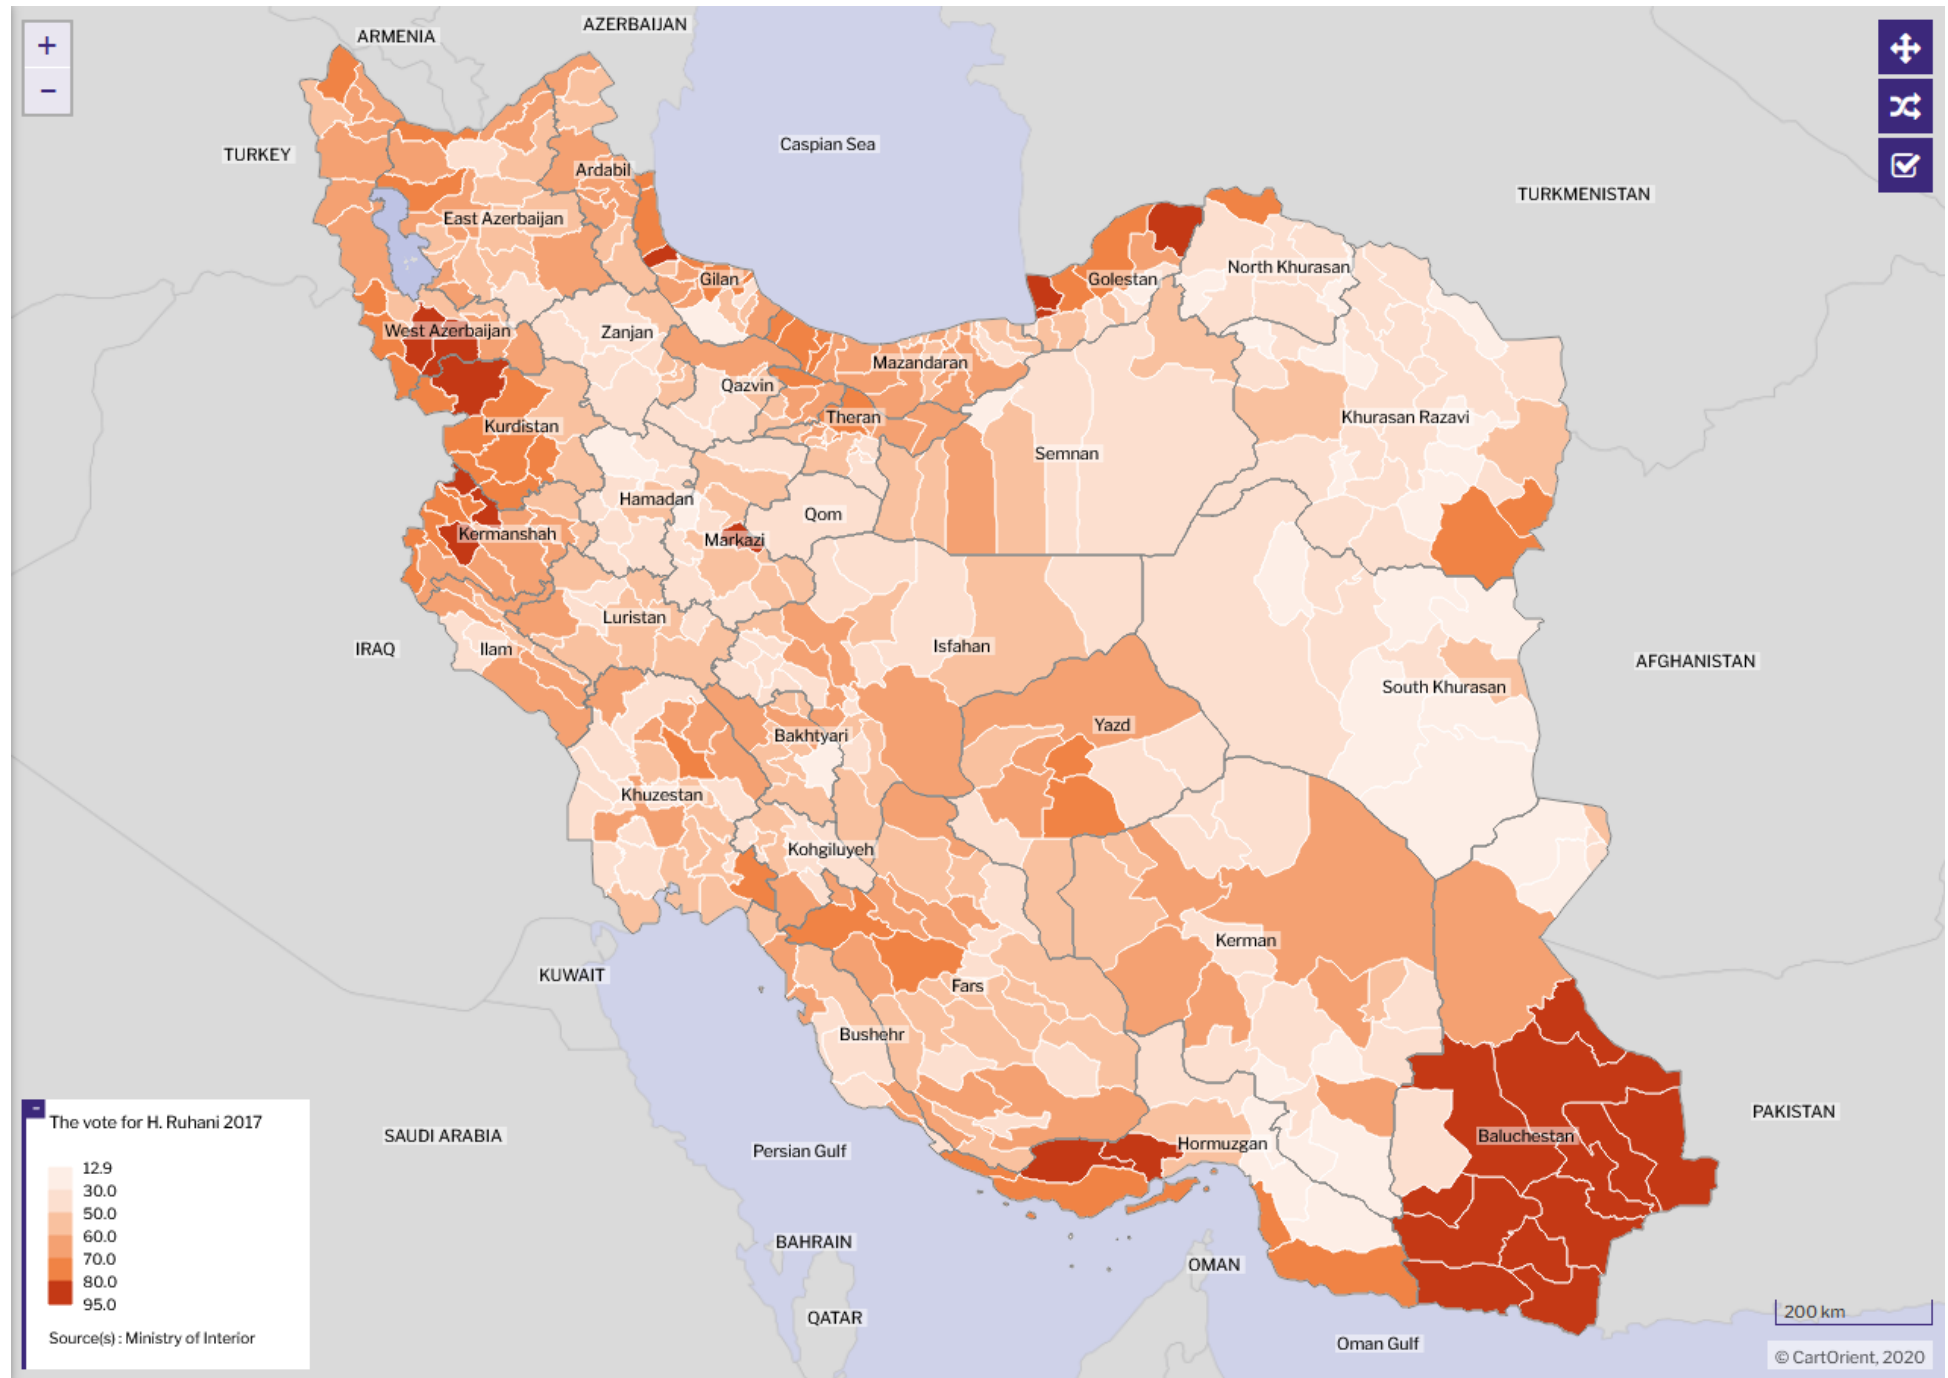 AZERBAIJAN
ARMENIA
+
−
Caspian Sea
TURKEY
Ardabil
TURKMENISTAN
East Azerbaijan
North Khurasan
Gilan
Golestan
West Azerbaijan
Zanjan
Mazandaran
Qazvin
Theran
Khurasan Razavi
Kurdistan
Semnan
Hamadan
Qom
Kermanshah
Markazi
Luristan
IRAQ
Ilam
Isfahan
AFGHANISTAN
South Khurasan
Yazd
Bakhtyari
Khuzestan
Kohgiluyeh
Kerman
KUWAIT
Fars
Bushehr
PAKISTAN
SAUDI ARABIA
Baluchestan
Hormuzgan
Persian Gulf
BAHRAIN
OMAN
QATAR
Oman Gulf
-
The vote for H. Ruhani 2017
12.9
30.0
50.0
60.0
70.0
80.0
95.0
Source(s) : Ministry of Interior
200 km
© CartOrient, 2020